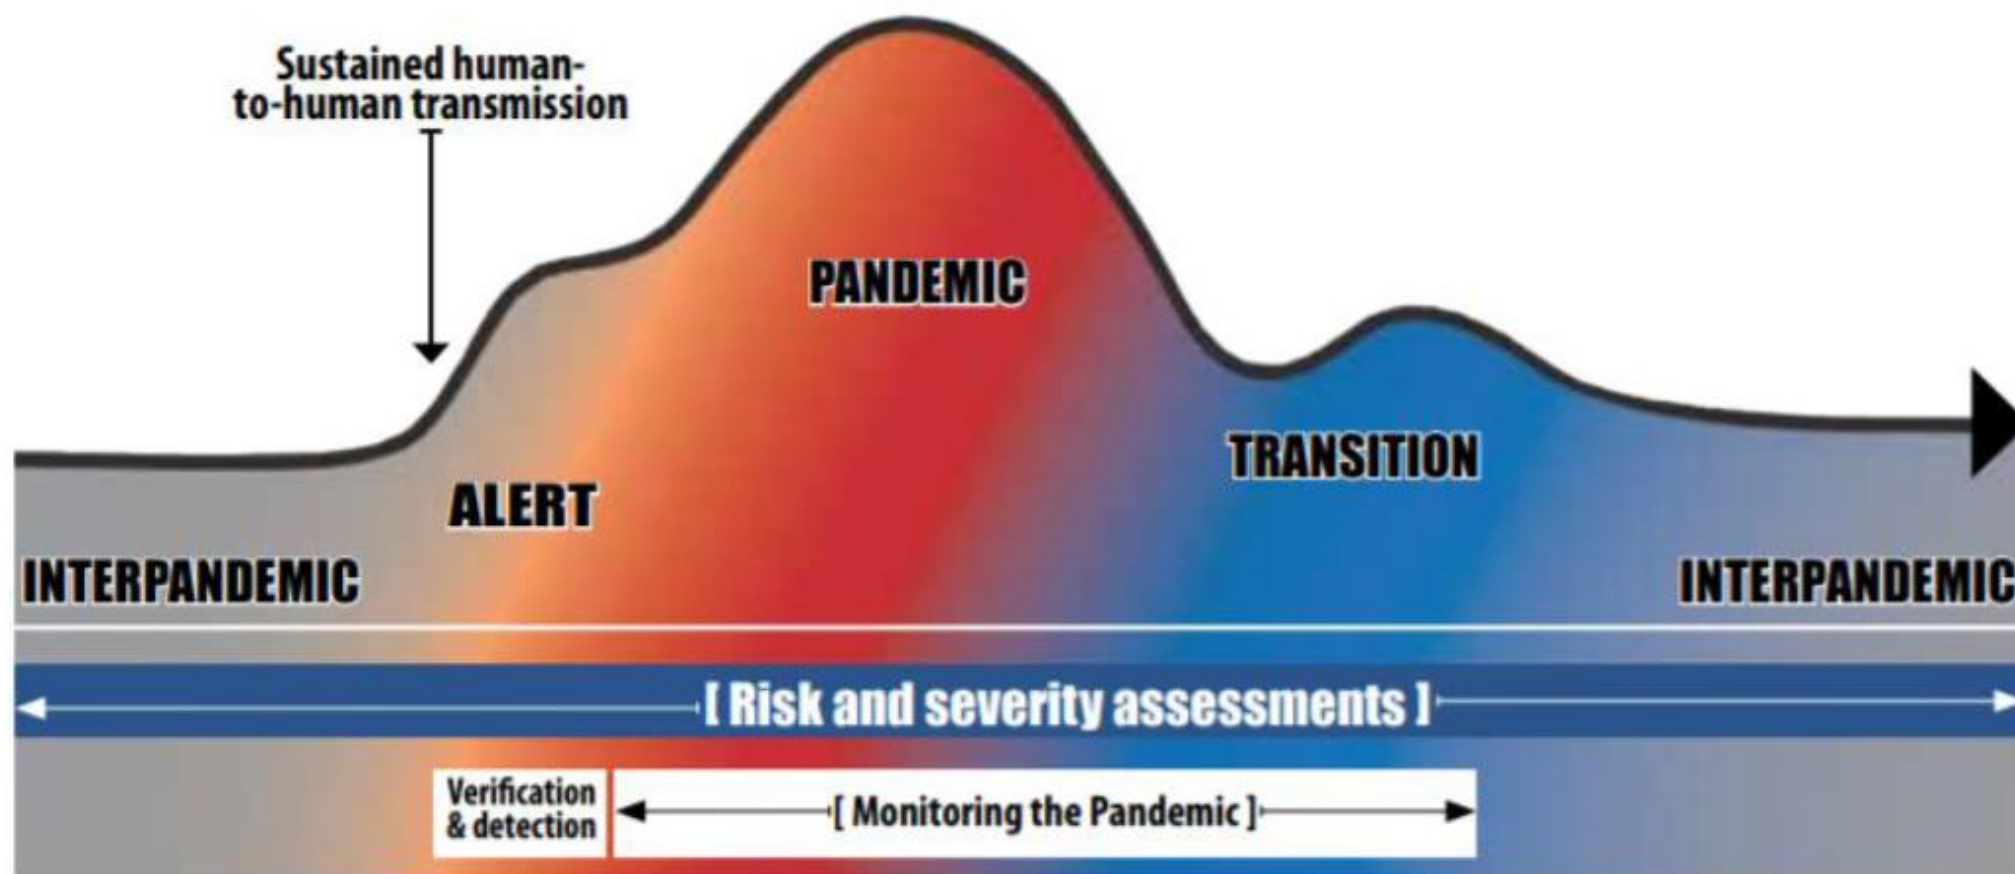 Sustained human-
to-human transmission
PANDEMIC
TRANSITION
ALERT
INTERPANDEMIC
INTERPANDEMIC
[ Risk and severity assessments ]
Verification
& detection
[ Monitoring the Pandemic ]